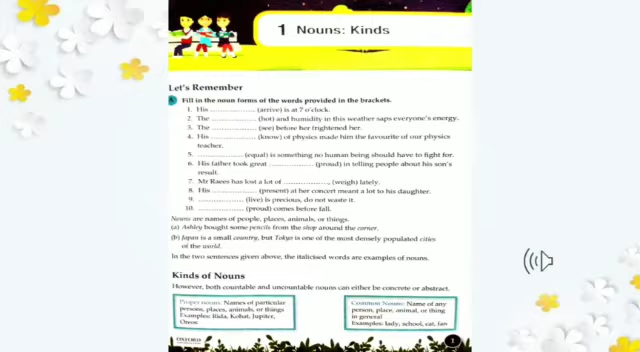 1 Nouns: Kinds
Let's Remember
A Fill in the noun forms of the words provided in the brackets.
1. His ................ (arrive) is at 7 o'clock.
2. The ................ (hot) and humidity in this weather saps everyone's energy.
3. The ................ (see) before her frightened her.
4. His ................ (know) of physics made him the favourite of our physics
teacher.
5. ................ (equal) is something no human being should have to fight for.
6. His father took great ................ (proud) in telling people about his son's
result.
7. Mr Raees has lost a lot of ................, (weigh) lately.
8. His ................ (present) at her concert meant a lot to his daughter.
9. ................ (live) is precious, do not waste it.
10. ................ (proud) comes before fall.
Nouns are names of people, places, animals, or things.
(a) Ashley bought some pencils from the shop around the corner.
(b) Japan is a small country, but Tokyo is one of the most densely populated cities
of the world.
In the two sentences given above, the italicised words are examples of nouns.
Kinds of Nouns
However, both countable and uncountable nouns can either be concrete or abstract.
Proper nouns: Names of particular
persons, places, animals, or things
Examples: Rida, Kohat, Jupiter,
Oreos
Common Nouns: Name of any
person, place, animal, or thing
in general
Examples: lady, school, cat, fan
OXFORD
1